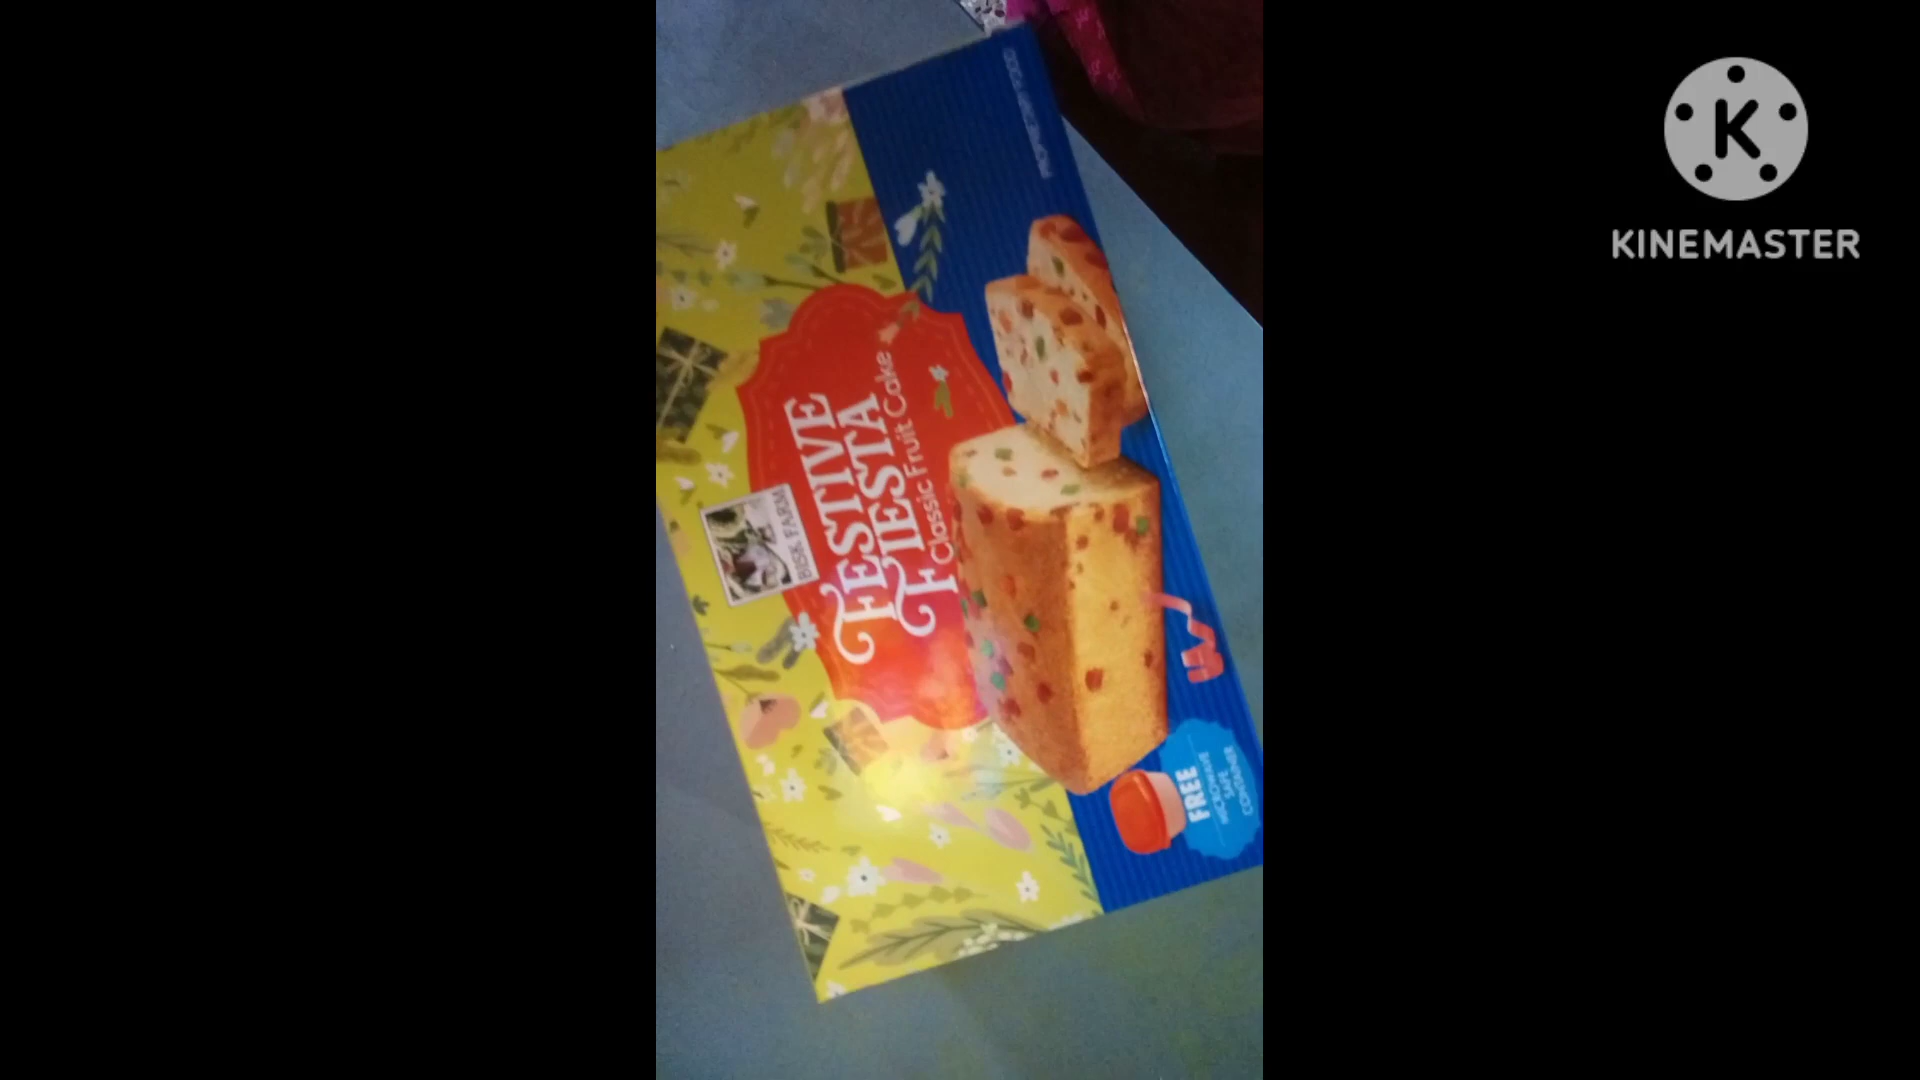 BISK FARM
FESTIVE
FIESTA
Classic Fruit Cake
FREE
MICROWAVE
SAFE
CONTAINER
K
KINEMASTER